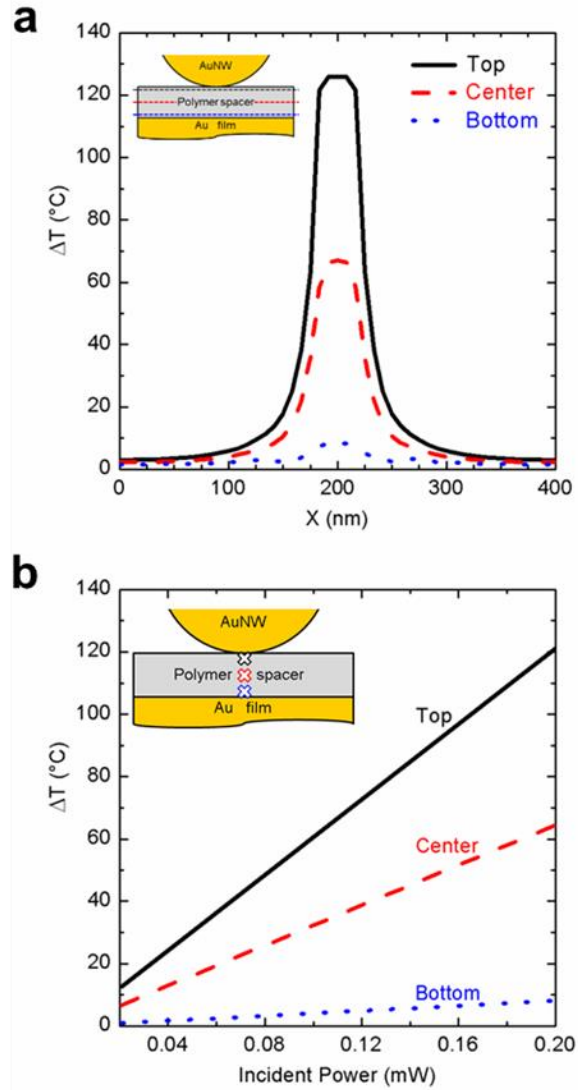 a
140
120
100
80
60
40
20
0
ΔT (°C)
AuNW
Polymer spacer
Au film
Top
Center
Bottom
0 100 200 300 400
X (nm)
b
140
120
100
80
60
40
20
0
ΔT (°C)
AuNW
Polymer spacer
Au film
Top
Center
Bottom
0.04 0.08 0.12 0.16 0.20
Incident Power (mW)